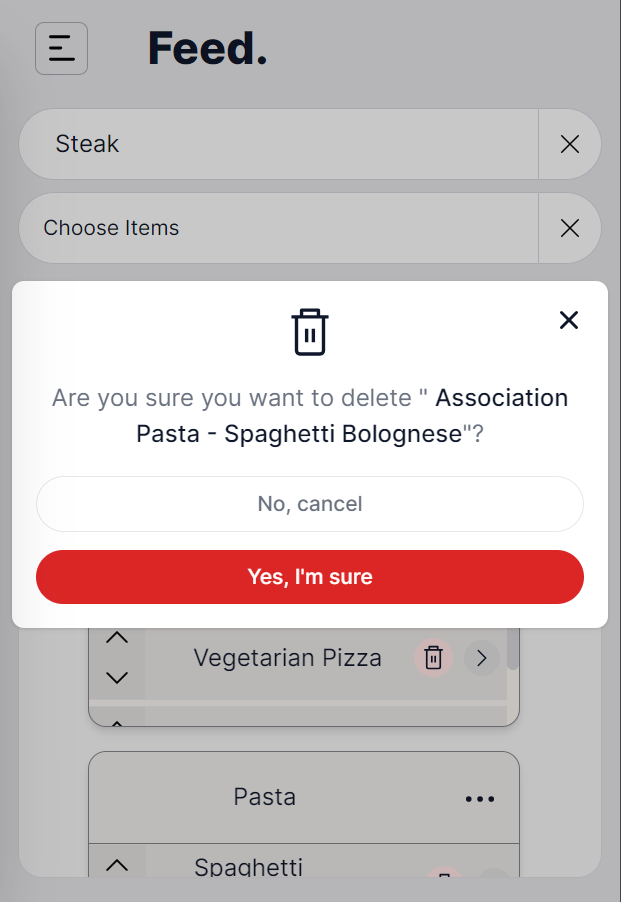 Feed.
Steak
Choose Items
Are you sure you want to delete " Association
Pasta - Spaghetti Bolognese"?
No, cancel
Yes, I'm sure
Vegetarian Pizza
Pasta
Spaghetti